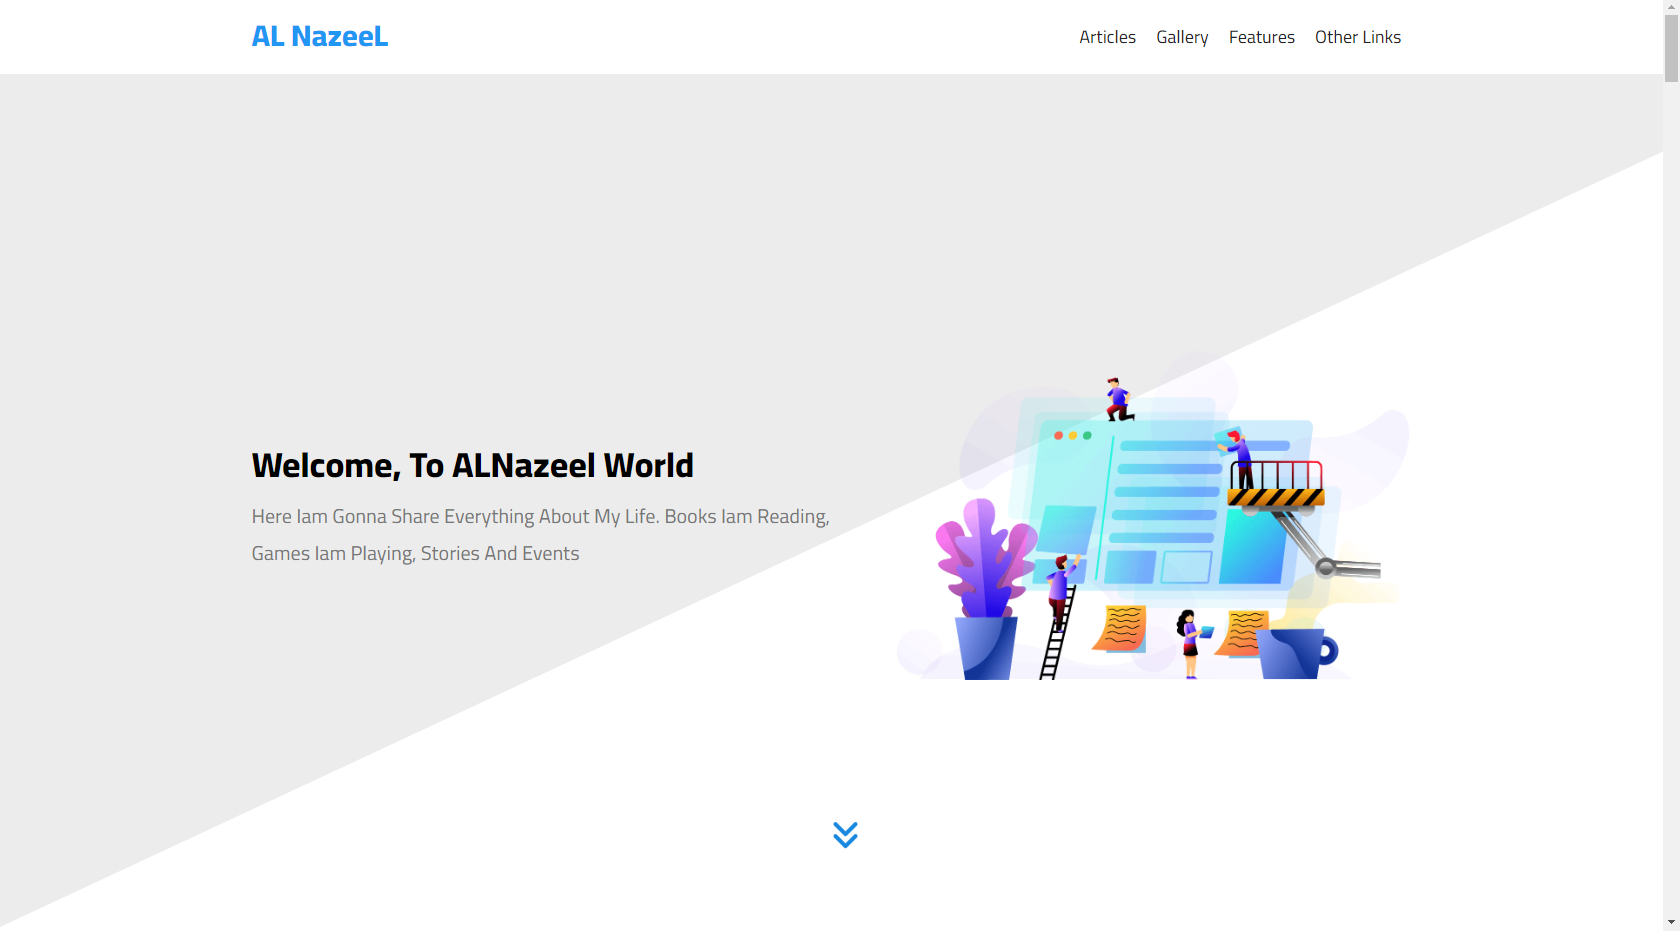 AL NazeeL
Articles Gallery Features Other Links
Welcome, To ALNazeel World
Here Iam Gonna Share Everything About My Life. Books Iam Reading,
Games Iam Playing, Stories And Events